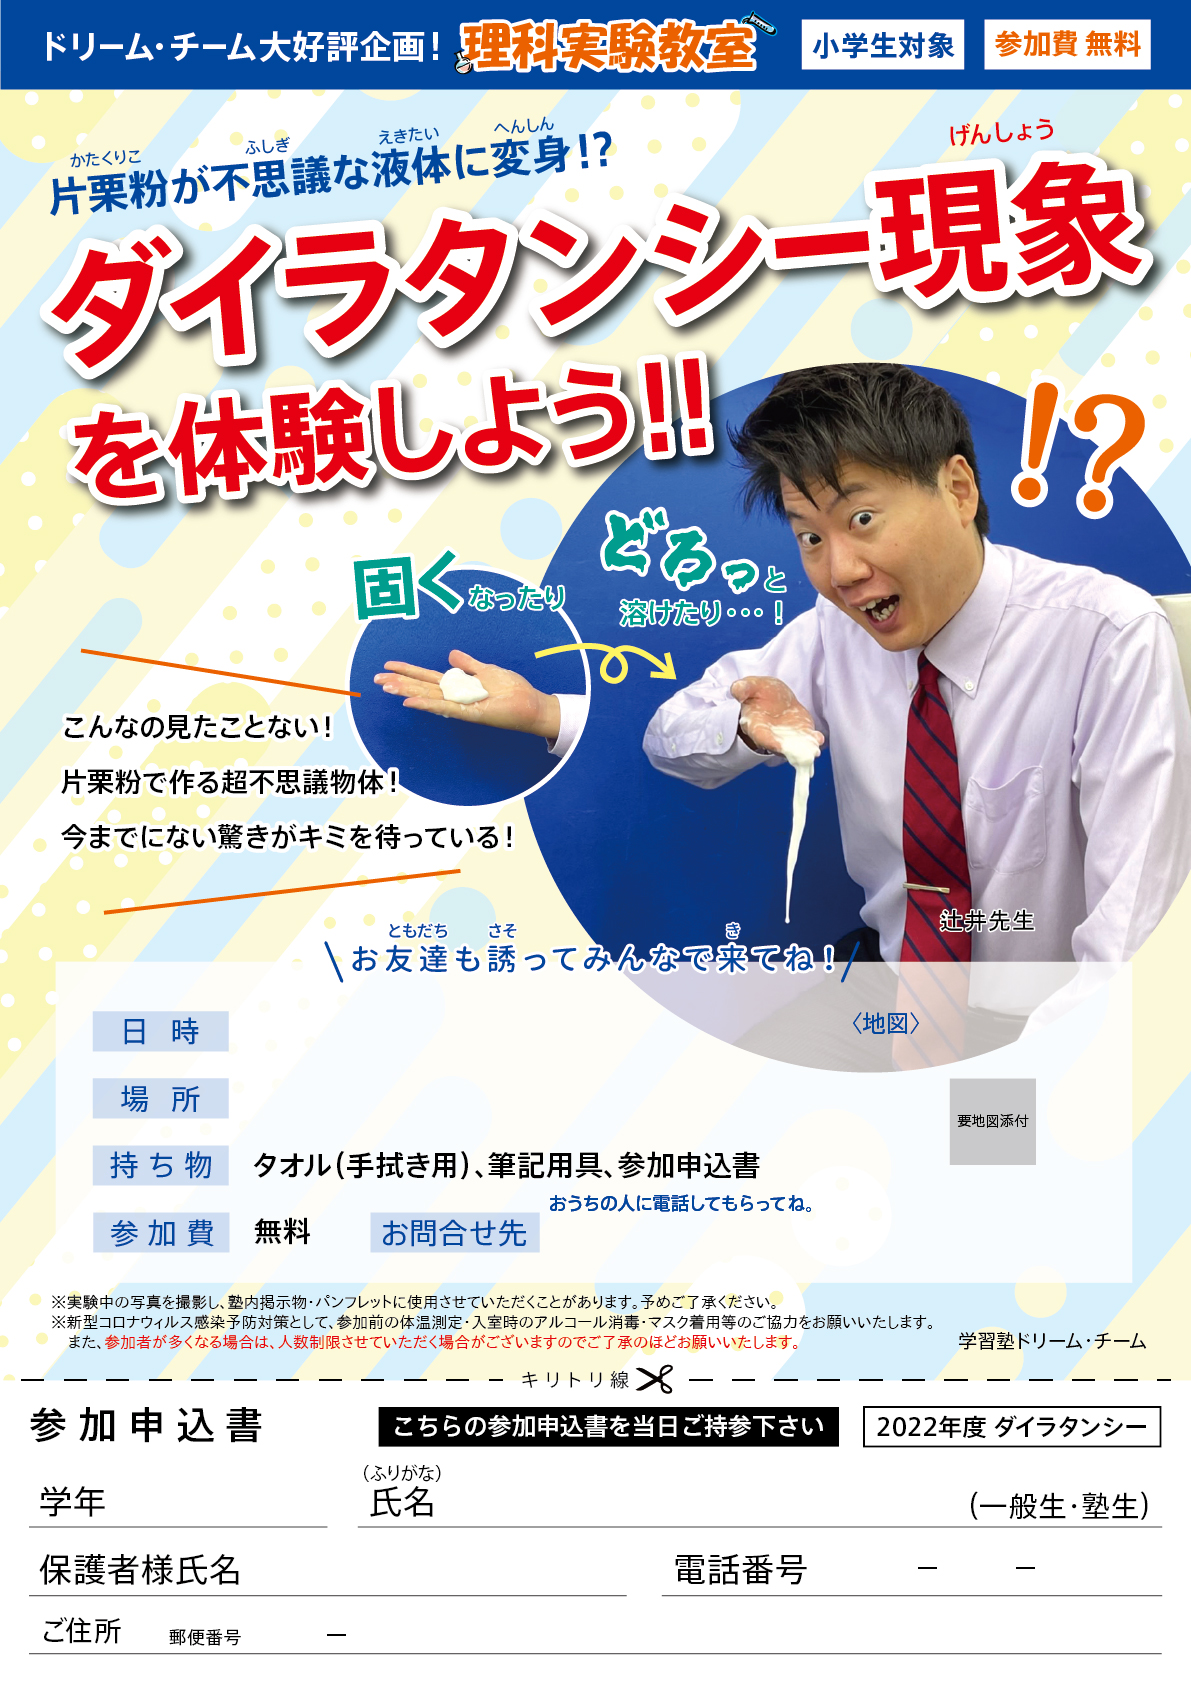 ドリーム・チーム大好評企画！ 理科実験教室 小学生対象 参加費 無料
かたくりこ ふしぎ えきたい へんしん
片栗粉が不思議な液体に変身!?
げんしょう
ダイラタンシー現象
を体験しよう!!
!?
固くなったり
どろっと
溶けたり・・・！
こんなの見たことない！
片栗粉で作る超不思議物体！
今までにない驚きがキミを待っている！
辻井先生
ともだち さそ き
お友達も誘ってみんなで来てね！
日時
〈地図〉
場所
要地図添付
持ち物 タオル（手拭き用）、筆記用具、参加申込書
おうちの人に電話してもらってね。
参加費 無料 お問合せ先
※実験中の写真を撮影し、塾内掲示物・パンフレットに使用させていただくことがあります。予めご了承ください。
※新型コロナウィルス感染予防対策として、参加前の体温測定・入室時のアルコール消毒・マスク着用等のご協力をお願いいたします。
また、参加者が多くなる場合は、人数制限させていただく場合がございますのでご了承のほどお願いいたします。
学習塾ドリーム・チーム
キリトリ線
参加申込書 こちらの参加申込書を当日ご持参下さい 2022年度 ダイラタンシー
（ふりがな）
学年 氏名 （一般生・塾生）
保護者様氏名 電話番号 － －
ご住所 郵便番号 －